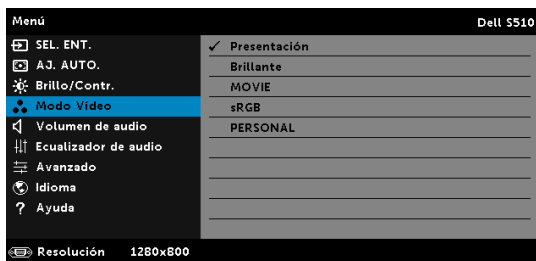 Menú Dell S510
SEL. ENT.
AJ. AUTO.
Brillo/Contr.
Modo Vídeo
Volumen de audio
Ecualizador de audio
Avanzado
Idioma
? Ayuda
✓ Presentación
Brillante
MOVIE
sRGB
PERSONAL
Resolución 1280x800